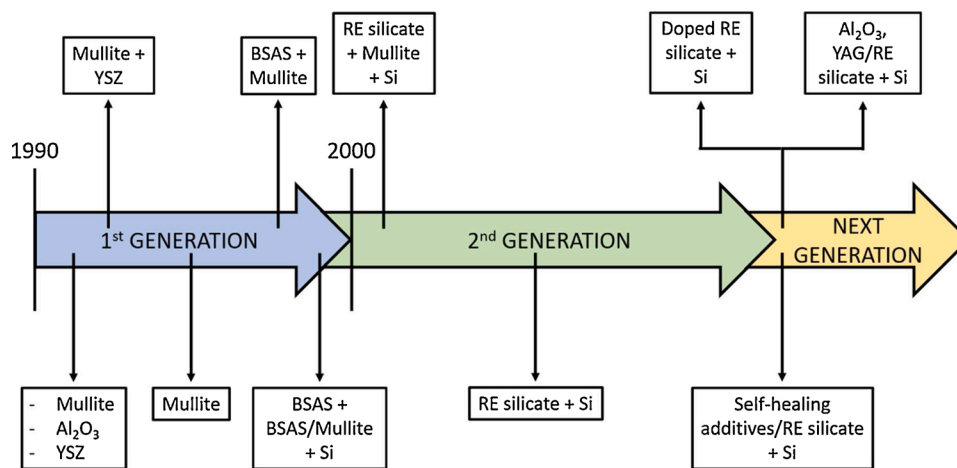 Mullite +
YSZ
BSAS +
Mullite
RE silicate
+ Mullite
+ Si
Doped RE
silicate +
Si
Al₂O₃,
YAG/RE
silicate + Si
1990
2000
1st GENERATION
2nd GENERATION
NEXT
GENERATION
- Mullite
- Al₂O₃
- YSZ
Mullite
BSAS +
BSAS/Mullite
+ Si
RE silicate + Si
Self-healing
additives/RE silicate
+ Si